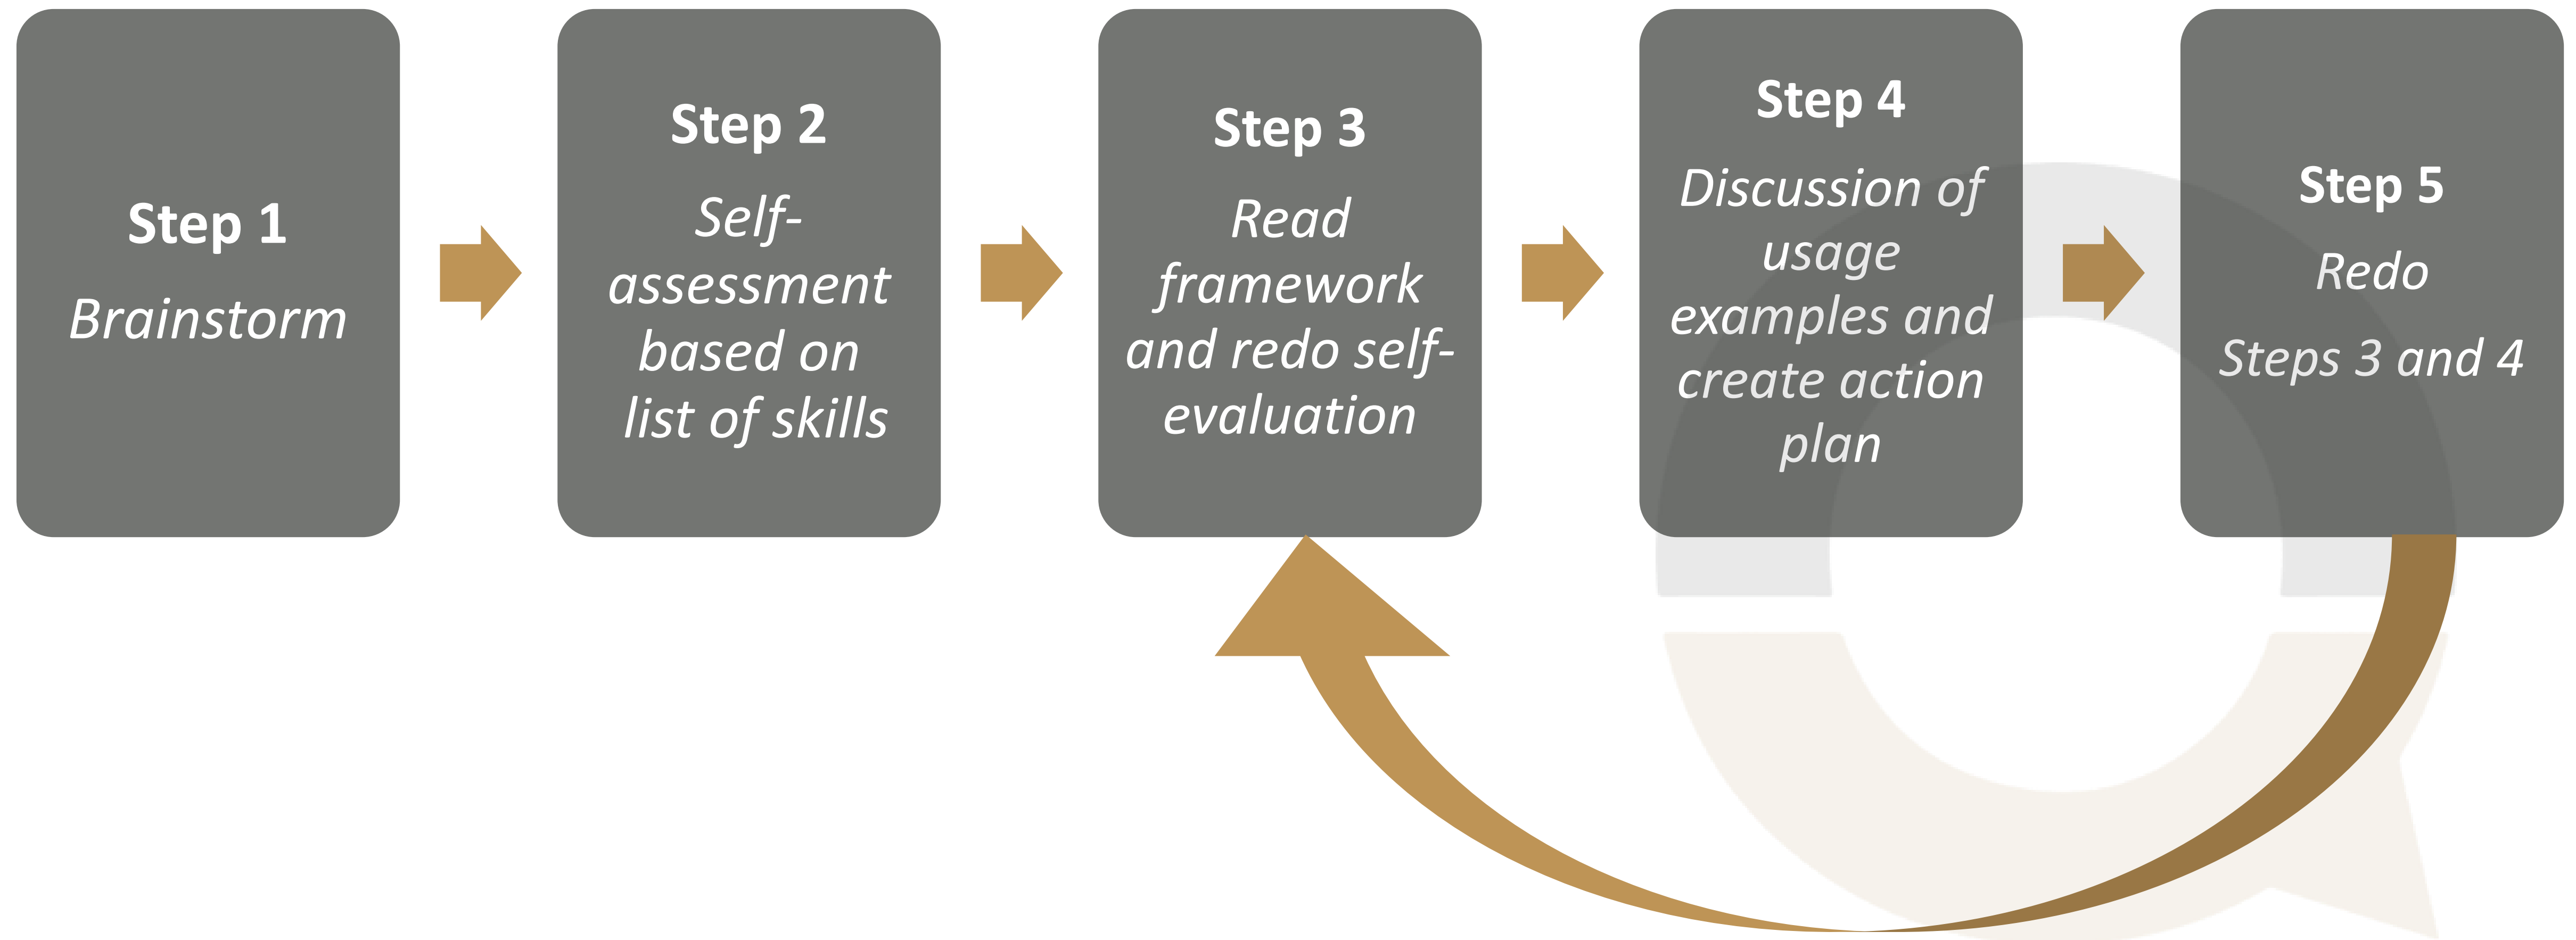 Step 1
Brainstorm
Step 2
Self-
assessment
based on
list of skills
Step 3
Read
framework
and redo self-
evaluation
Step 4
Discussion of
usage
examples and
create action
plan
Step 5
Redo
Steps 3 and 4